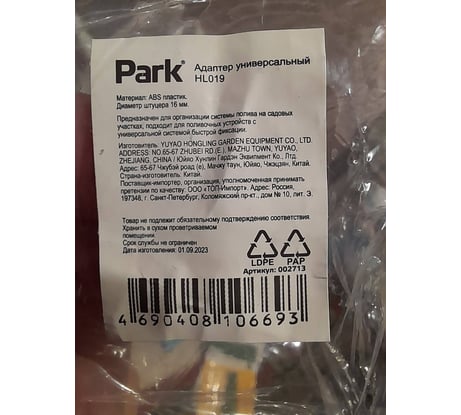 Park® Адаптер универсальный
HL019
Материал: ABS пластик.
Диаметр штуцера 16 мм.
Предназначен для организации системы полива на садовых
участках, подходит для поливочных устройств с
универсальной системой быстрой фиксации.
Изготовитель: YUYAO HONGLING GARDEN EQUIPMENT CO., LTD.
ADDRESS: NO.65-67 ZHUBEI RD (E.), MAZHU TOWN, YUYAO,
ZHEJIANG, CHINA / Юйяо Хунлин Гардэн Эквипмент Ко., Лтд.
Адрес: 65-67 Чжубэй роэд (е), Мачжу таун, Юйяо, Чжэцзян, Китай.
Страна-изготовитель: Китай.
Поставщик-импортер, организация, уполномоченная принимать
претензии по качеству: ООО «ТОП-Импорт». Адрес: Россия,
197348, г. Санкт-Петербург, Коломяжский пр-кт., дом № 10, лит. Э.
Товар не подлежит обязательному подтверждению соответствия.
Хранить в сухом проветриваемом
помещении.
Срок службы не ограничен
Дата изготовления: 01.09.2023
LDPE PAP
Артикул: 002713
4 690408 106693